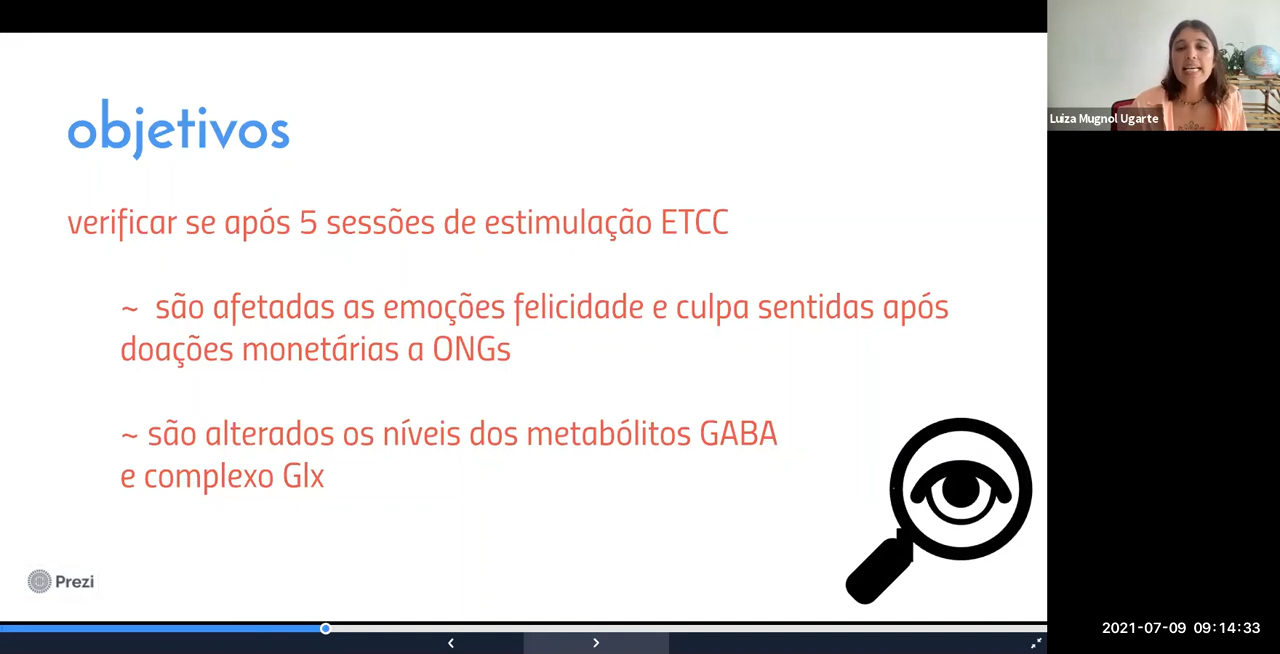 objetivos
verificar se após 5 sessões de estimulação ETCC
~ são afetadas as emoções felicidade e culpa sentidas após
doações monetárias a ONGs
~ são alterados os níveis dos metabólitos GABA
e complexo Glx
Prezi
Luiza Mugnol Ugarte
2021-07-09 09:14:33